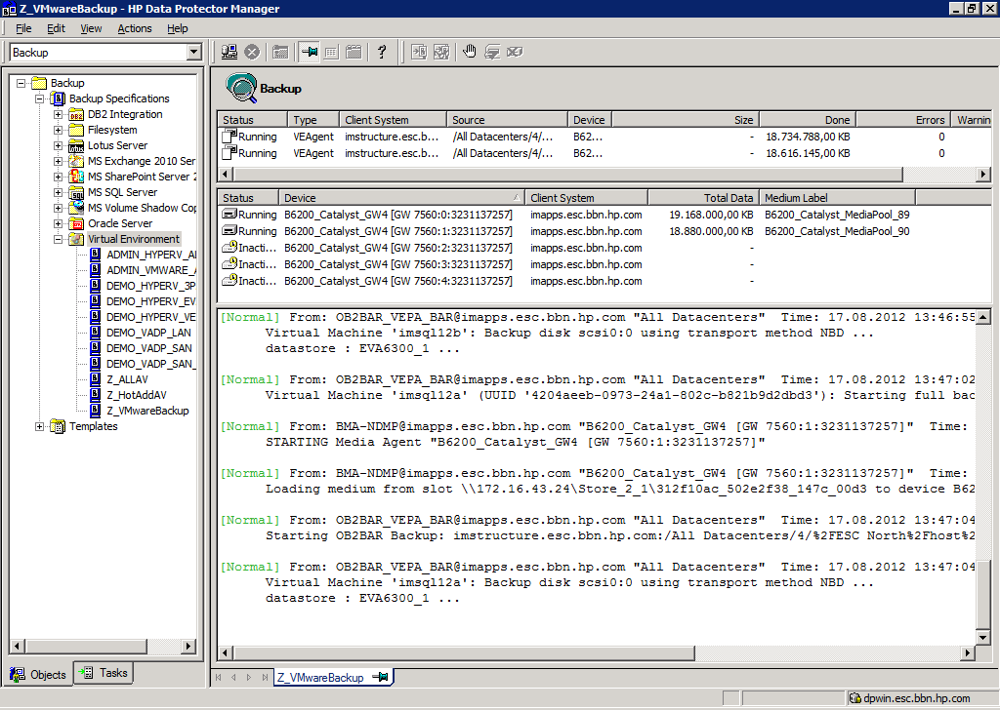 Z_VMwareBackup - HP Data Protector Manager
File Edit View Actions Help
Backup
?
Backup
Backup Specifications
DB2 Integration
Filesystem
Lotus Server
MS Exchange 2010 Ser
MS SharePoint Server 2
MS SQL Server
MS Volume Shadow Cop
Oracle Server
Virtual Environment
ADMIN_HYPERV_AL
ADMIN_VMWARE_A
DEMO_HYPERV_3P
DEMO_HYPERV_EV
DEMO_HYPERV_VE
DEMO_VADP_LAN
DEMO_VADP_SAN
DEMO_VADP_SAN_
Z_ALLAV
Z_HotAddAV
Z_VMwareBackup
Templates
Objects Tasks
Backup
Status Type Client System Source Device Size Done Errors Warnin
Running VEAgent imstructure.esc.b... /All Datacenters/4/... B62... - 18.734.788,00 KB 0
Running VEAgent imstructure.esc.b... /All Datacenters/4/... B62... - 18.616.145,00 KB 0
Status Device Client System Total Data Medium Label
Running B6200_Catalyst_GW4 [GW 7560:0:3231137257] imapps.esc.bbn.hp.com 19.168.000,00 KB B6200_Catalyst_MediaPool_89
Running B6200_Catalyst_GW4 [GW 7560:1:3231137257] imapps.esc.bbn.hp.com 18.880.000,00 KB B6200_Catalyst_MediaPool_90
Inacti... B6200_Catalyst_GW4 [GW 7560:2:3231137257] imapps.esc.bbn.hp.com -
Inacti... B6200_Catalyst_GW4 [GW 7560:3:3231137257] imapps.esc.bbn.hp.com -
Inacti... B6200_Catalyst_GW4 [GW 7560:4:3231137257] imapps.esc.bbn.hp.com -
[Normal] From: OB2BAR_VEPA_BAR@imapps.esc.bbn.hp.com "All Datacenters" Time: 17.08.2012 13:46:55
Virtual Machine 'imsql12b': Backup disk scsi0:0 using transport method NBD ...
datastore : EVA6300_1 ...
[Normal] From: OB2BAR_VEPA_BAR@imapps.esc.bbn.hp.com "All Datacenters" Time: 17.08.2012 13:47:02
Virtual Machine 'imsql12a' (UUID '4204aeeb-0973-24a1-802c-b821b9d2dbd3'): Starting full bac
[Normal] From: BMA-NDMP@imapps.esc.bbn.hp.com "B6200_Catalyst_GW4 [GW 7560:1:3231137257]" Time:
STARTING Media Agent "B6200_Catalyst_GW4 [GW 7560:1:3231137257]"
[Normal] From: BMA-NDMP@imapps.esc.bbn.hp.com "B6200_Catalyst_GW4 [GW 7560:1:3231137257]" Time:
Loading medium from slot \\172.16.43.24\Store_2_1\312f10ac_502e2f38_147c_00d3 to device B62
[Normal] From: OB2BAR_VEPA_BAR@imapps.esc.bbn.hp.com "All Datacenters" Time: 17.08.2012 13:47:04
Starting OB2BAR Backup: imstructure.esc.bbn.hp.com:/All Datacenters/4/%2FESC North%2Fhost%2
[Normal] From: OB2BAR_VEPA_BAR@imapps.esc.bbn.hp.com "All Datacenters" Time: 17.08.2012 13:47:04
Virtual Machine 'imsql12a': Backup disk scsi0:0 using transport method NBD ...
datastore : EVA6300_1 ...
Z_VMwareBackup
dpwin.esc.bbn.hp.com